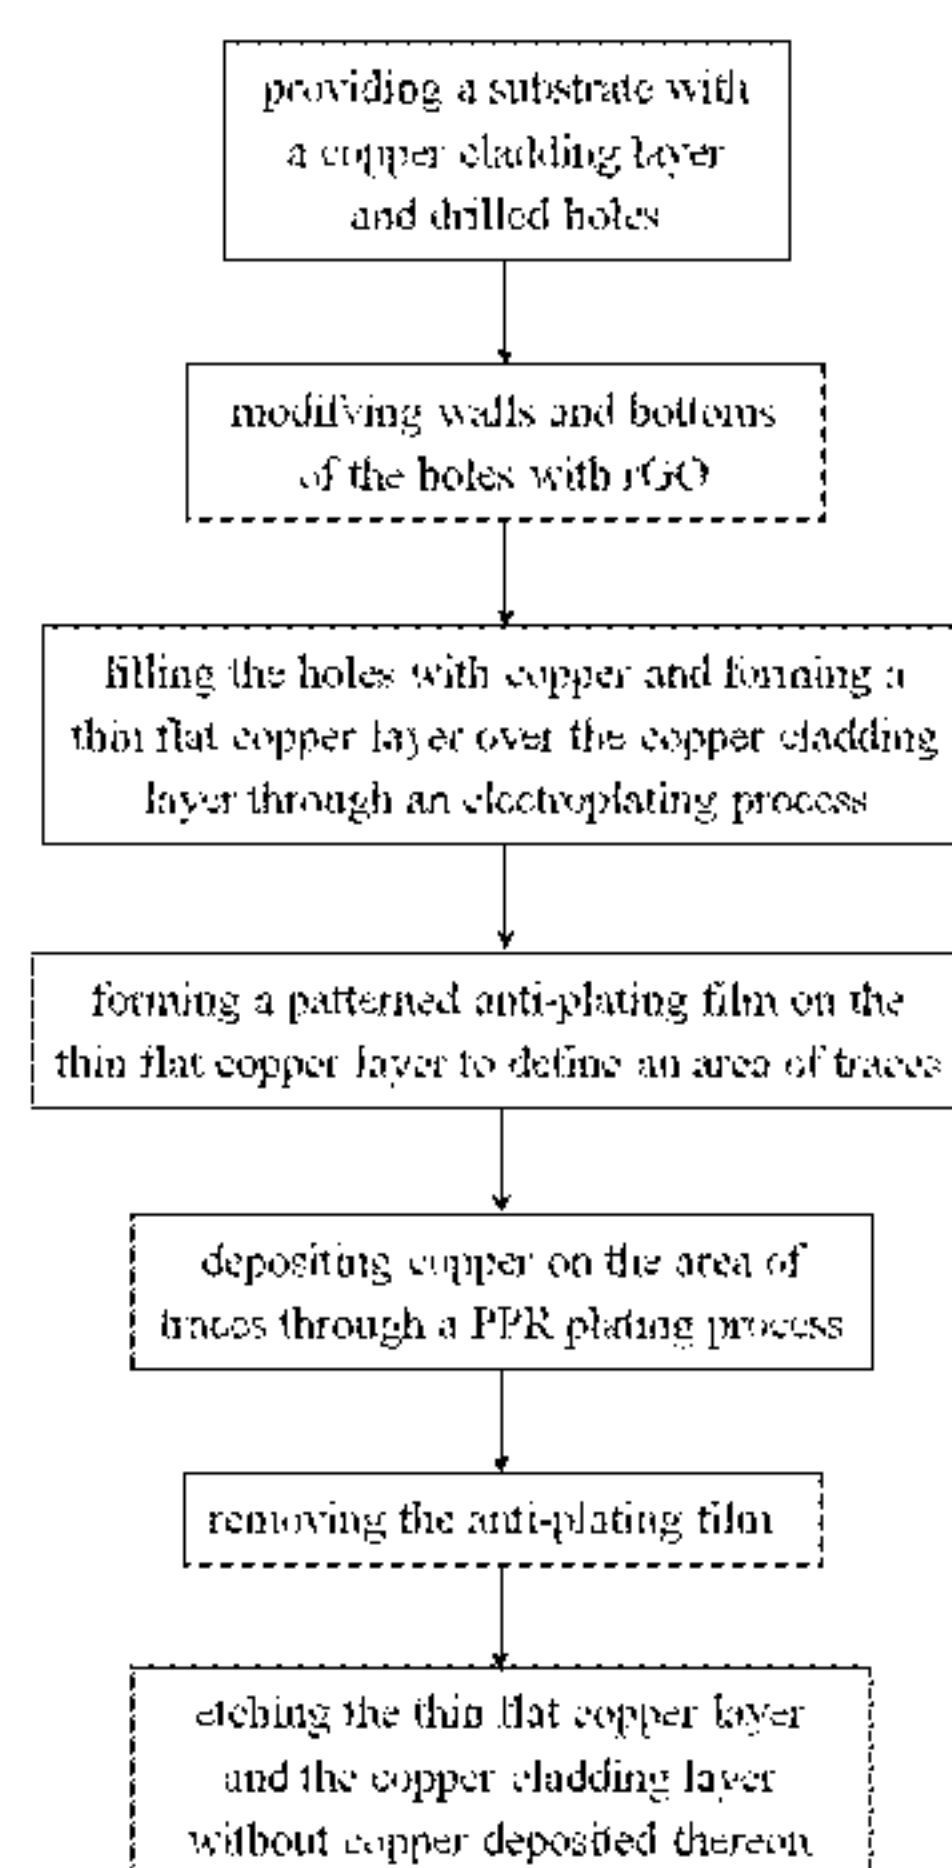 providing a substrate with
a copper cladding layer
and drilled holes
modifying walls and bottoms
of the holes with rGO
filling the holes with copper and forming a
thin flat copper layer over the copper cladding
layer through an electroplating process
forming a patterned anti-plating film on the
thin flat copper layer to define an area of traces
depositing copper on the area of
traces through a PPR plating process
removing the anti-plating film
etching the thin flat copper layer
and the copper cladding layer
without copper deposited thereon